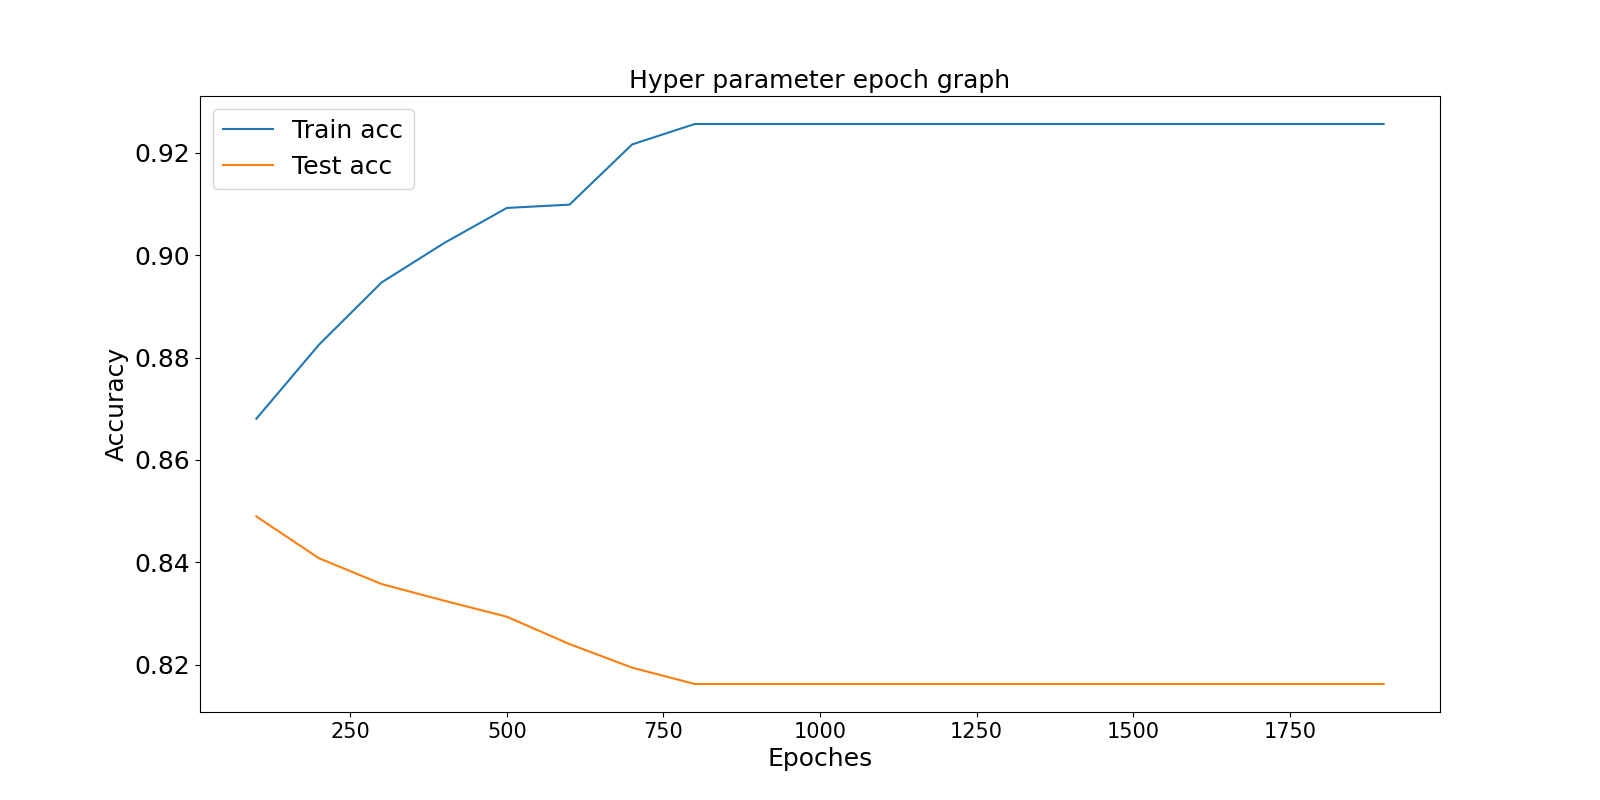 Hyper parameter epoch graph
Train acc
Test acc
0.92
0.90
0.88
0.86
0.84
0.82
Accuracy
250 500 750 1000 1250 1500 1750
Epoches